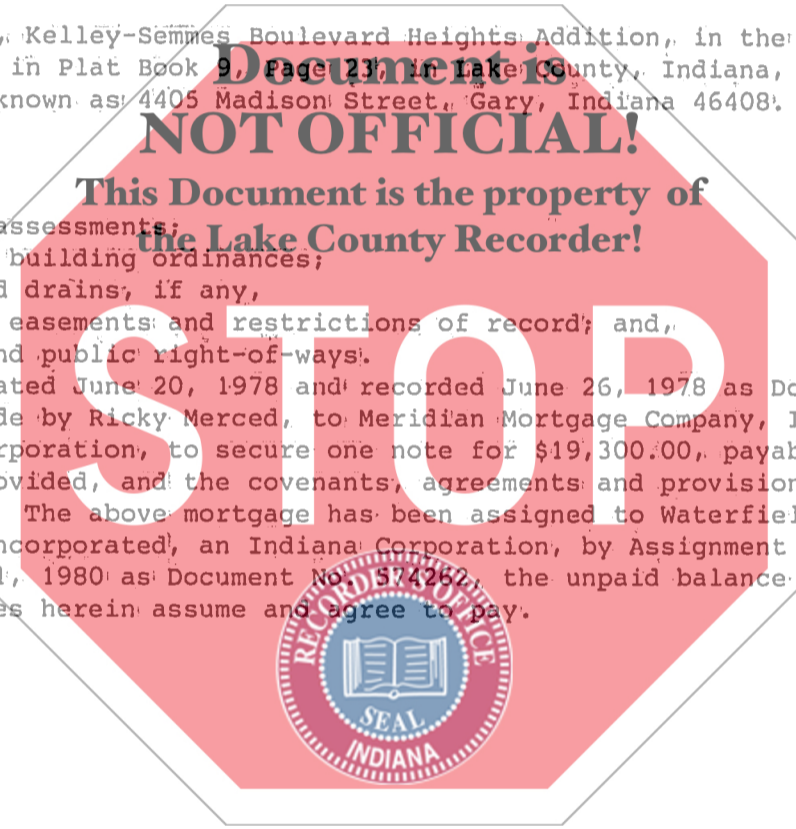 , Kelley-Semmes Boulevard Heights Addition, in the
in Plat Book 9, Page 23, in Lake County, Indiana,
known as 4405 Madison Street, Gary, Indiana 46408.
Document is
NOT OFFICIAL!
This Document is the property of
the Lake County Recorder!
assessments;
building ordinances;
d drains, if any,
easements and restrictions of record; and,
nd public right-of-ways.
ated June 20, 1978 and recorded June 26, 1978 as Do
de by Ricky Merced, to Meridian Mortgage Company, I
rporation, to secure one note for $19,300.00, payab
ovided, and the covenants, agreements and provision
The above mortgage has been assigned to Waterfiel
ncorporated, an Indiana Corporation, by Assignment
, 1980 as Document No. 574262, the unpaid balance
es herein assume and agree to pay.
STOP
RECORDER'S OFFICE
SEAL
INDIANA